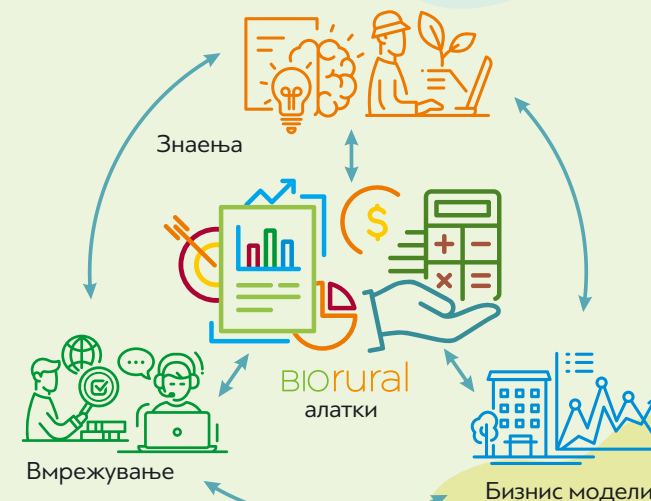 Знаења
BIOrural
алатки
Вмрежување
Бизнис модели